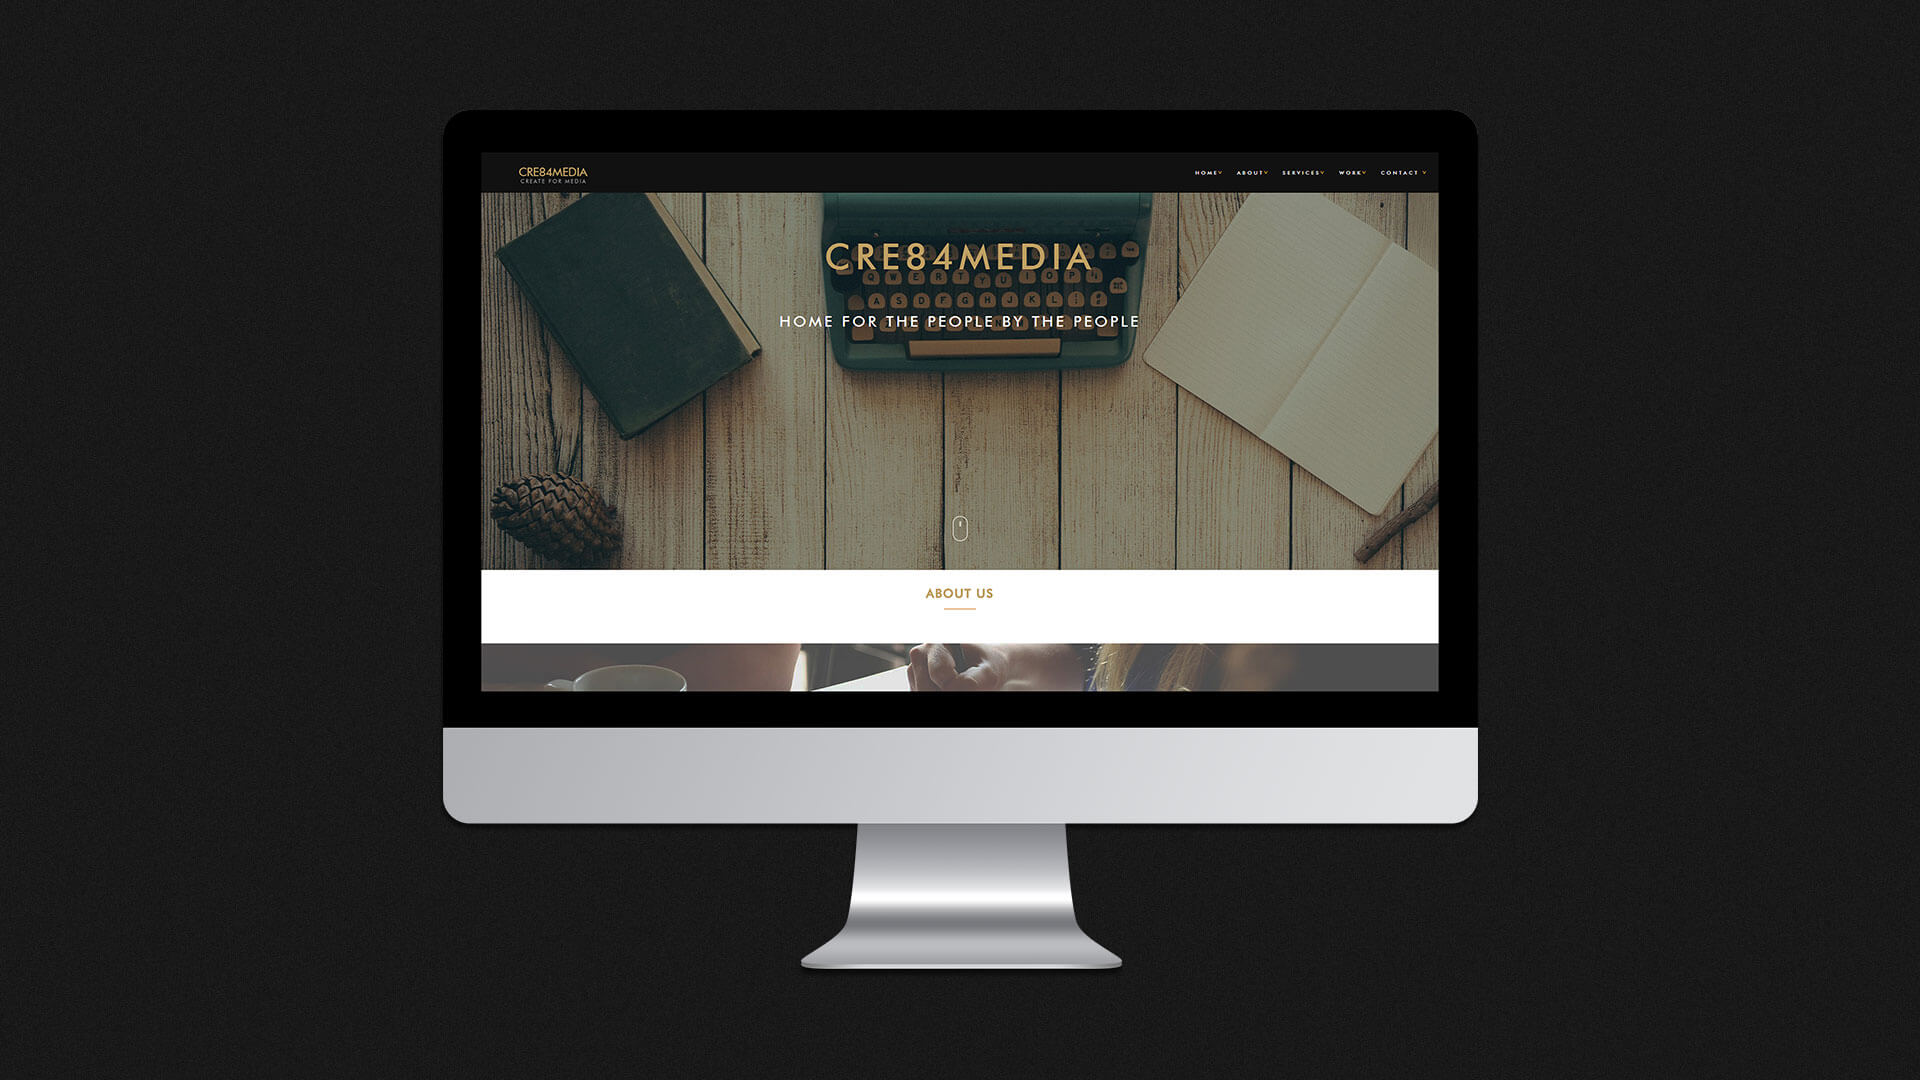 CRE84MEDIA
CREATE FOR MEDIA
HOME ABOUT SERVICES WORK CONTACT
CRE84MEDIA
Q W E R T Y U I O P
A S D F G H J K L
HOME FOR THE PEOPLE BY THE PEOPLE
ABOUT US